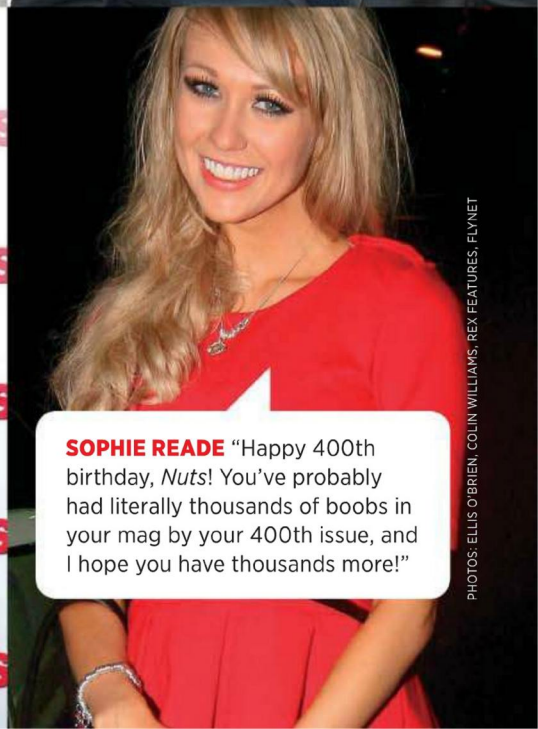 SOPHIE READE “Happy 400th
birthday, Nuts! You’ve probably
had literally thousands of boobs in
your mag by your 400th issue, and
I hope you have thousands more!”
PHOTOS: ELLIS O'BRIEN, COLIN WILLIAMS, REX FEATURES, FLYNET